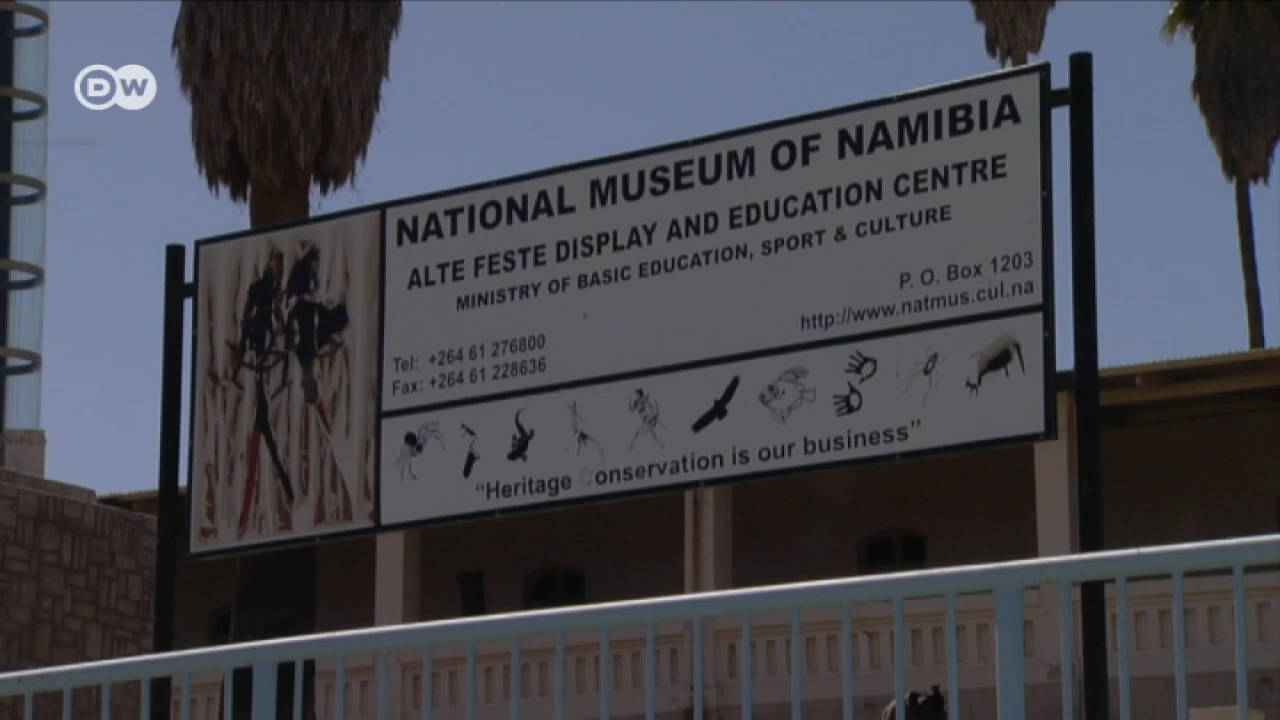 DW
NATIONAL MUSEUM OF NAMIBIA
ALTE FESTE DISPLAY AND EDUCATION CENTRE
MINISTRY OF BASIC EDUCATION, SPORT & CULTURE
P. O. Box 1203
http://www.natmus.cul.na
Tel: +264 61 276800
Fax: +264 61 228636
"Heritage Conservation is our business"